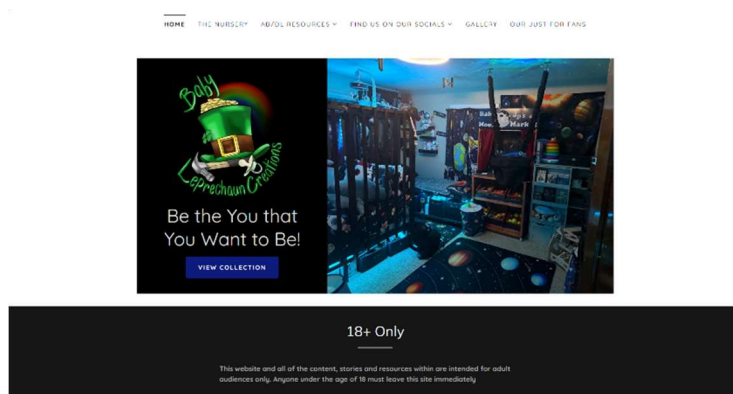 HOME THE NURSERY AB/DL RESOURCES FIND US ON OUR SOCIALS GALLERY OUR JUST FOR FANS
Baby
Leprechaun Creations
Be the You that
You Want to Be!
VIEW COLLECTION
18+ Only
This website and all of the content, stories and resources within are intended for adult
audiences only. Anyone under the age of 18 must leave this site immediately